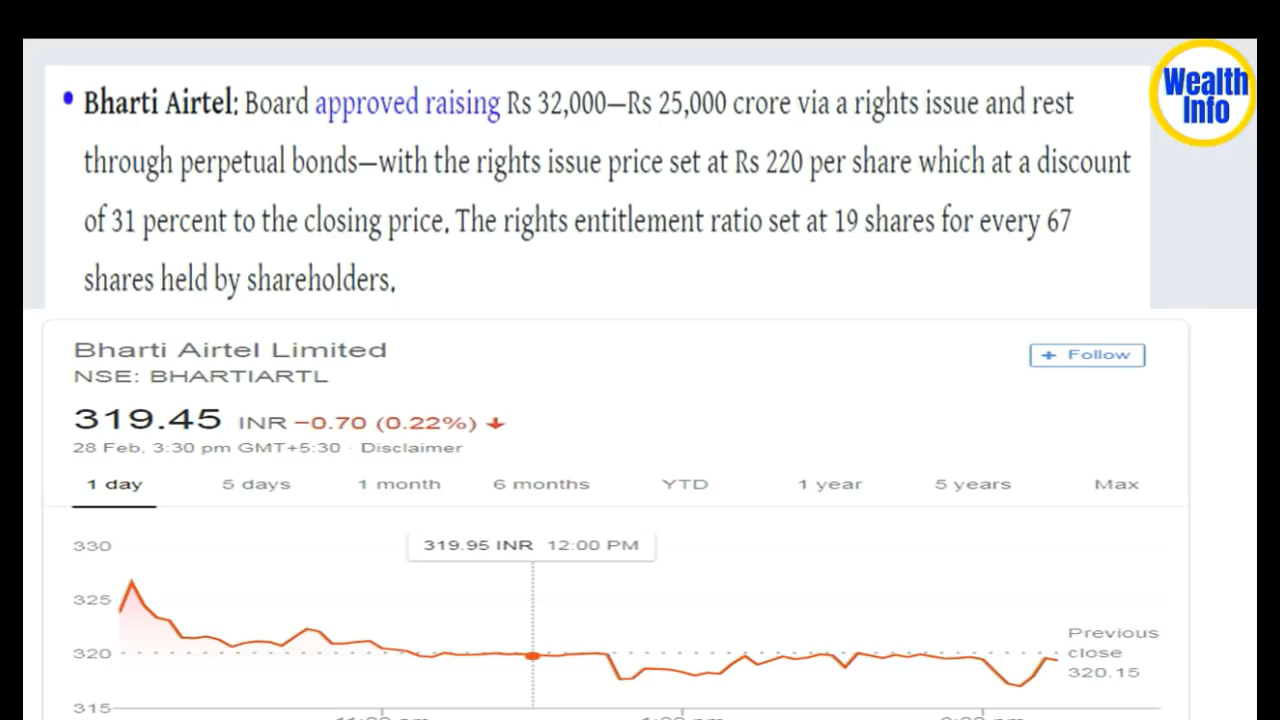 Wealth
Info
• Bharti Airtel: Board approved raising Rs 32,000—Rs 25,000 crore via a rights issue and rest
through perpetual bonds—with the rights issue price set at Rs 220 per share which at a discount
of 31 percent to the closing price. The rights entitlement ratio set at 19 shares for every 67
shares held by shareholders.
Bharti Airtel Limited
+ Follow
NSE: BHARTIARTL
319.45 INR −0.70 (0.22%) ↓
28 Feb, 3:30 pm GMT+5:30 · Disclaimer
1 day 5 days 1 month 6 months YTD 1 year 5 years Max
319.95 INR 12:00 PM
330
325
320
315
Previous
close
320.15